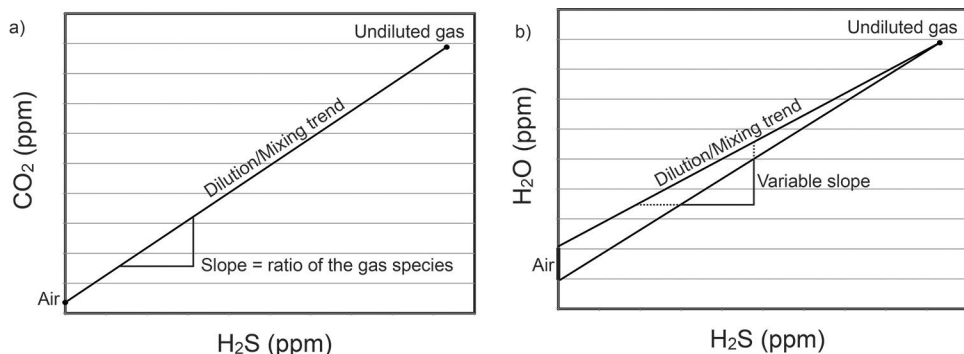 a)
Undiluted gas
CO₂ (ppm)
Dilution/Mixing trend
Slope = ratio of the gas species
Air
H₂S (ppm)
b)
Undiluted gas
H₂O (ppm)
Dilution/Mixing trend
Variable slope
Air
H₂S (ppm)